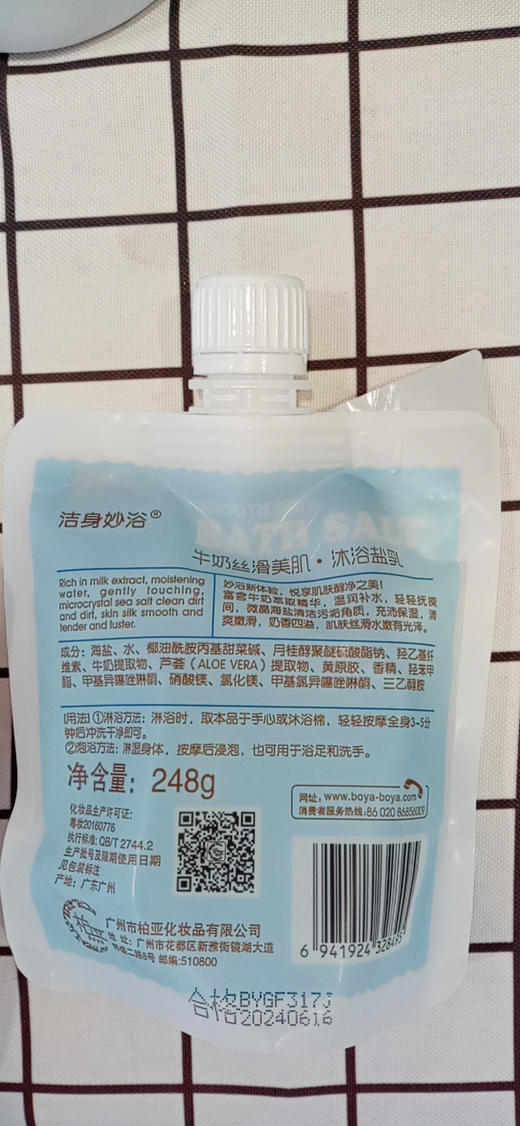 洁身妙浴®
BATH SALT
牛奶丝滑美肌·沐浴盐乳
Rich in milk extract, moistening
water, gently touching,
microcrystal sea salt clean dirt
and dirt, skin silk smooth and
tender and luster.
妙浴新体验，悦享肌肤醇净之美！
富含牛奶萃取精华，温润补水，轻轻抚摸
间，微晶海盐清洁污垢角质，充沛保湿，清
爽嫩滑，奶香四溢，肌肤丝滑水嫩有光泽。
成分：海盐、水、椰油酰胺丙基甜菜碱、月桂醇聚醚硫酸酯钠、羟乙基纤
维素、牛奶提取物、芦荟（ALOE VERA）提取物、黄原胶、香精、羟苯甲
酯、甲基异噻唑啉酮、硝酸镁、氯化镁、甲基氯异噻唑啉酮、三乙醇胺
[用法] ①淋浴方法：淋浴时，取本品于手心或沐浴棉，轻轻按摩全身3-5分
钟后冲洗干净即可。
②泡浴方法：淋湿身体，按摩后浸泡，也可用于浴足和洗手。
净含量：248g
化妆品生产许可证：
粤妆20160776
执行标准：QB/T 2744.2
生产批号及限期使用日期
见包装标注
产地：广东广州
网址：www.boya-boya.com
消费者服务热线：86 020 86856009
广州市柏亚化妆品有限公司
地 址：广州市花都区新雅街镜湖大道
邮编:510800
6 941924
合格BYGF317J
20240616